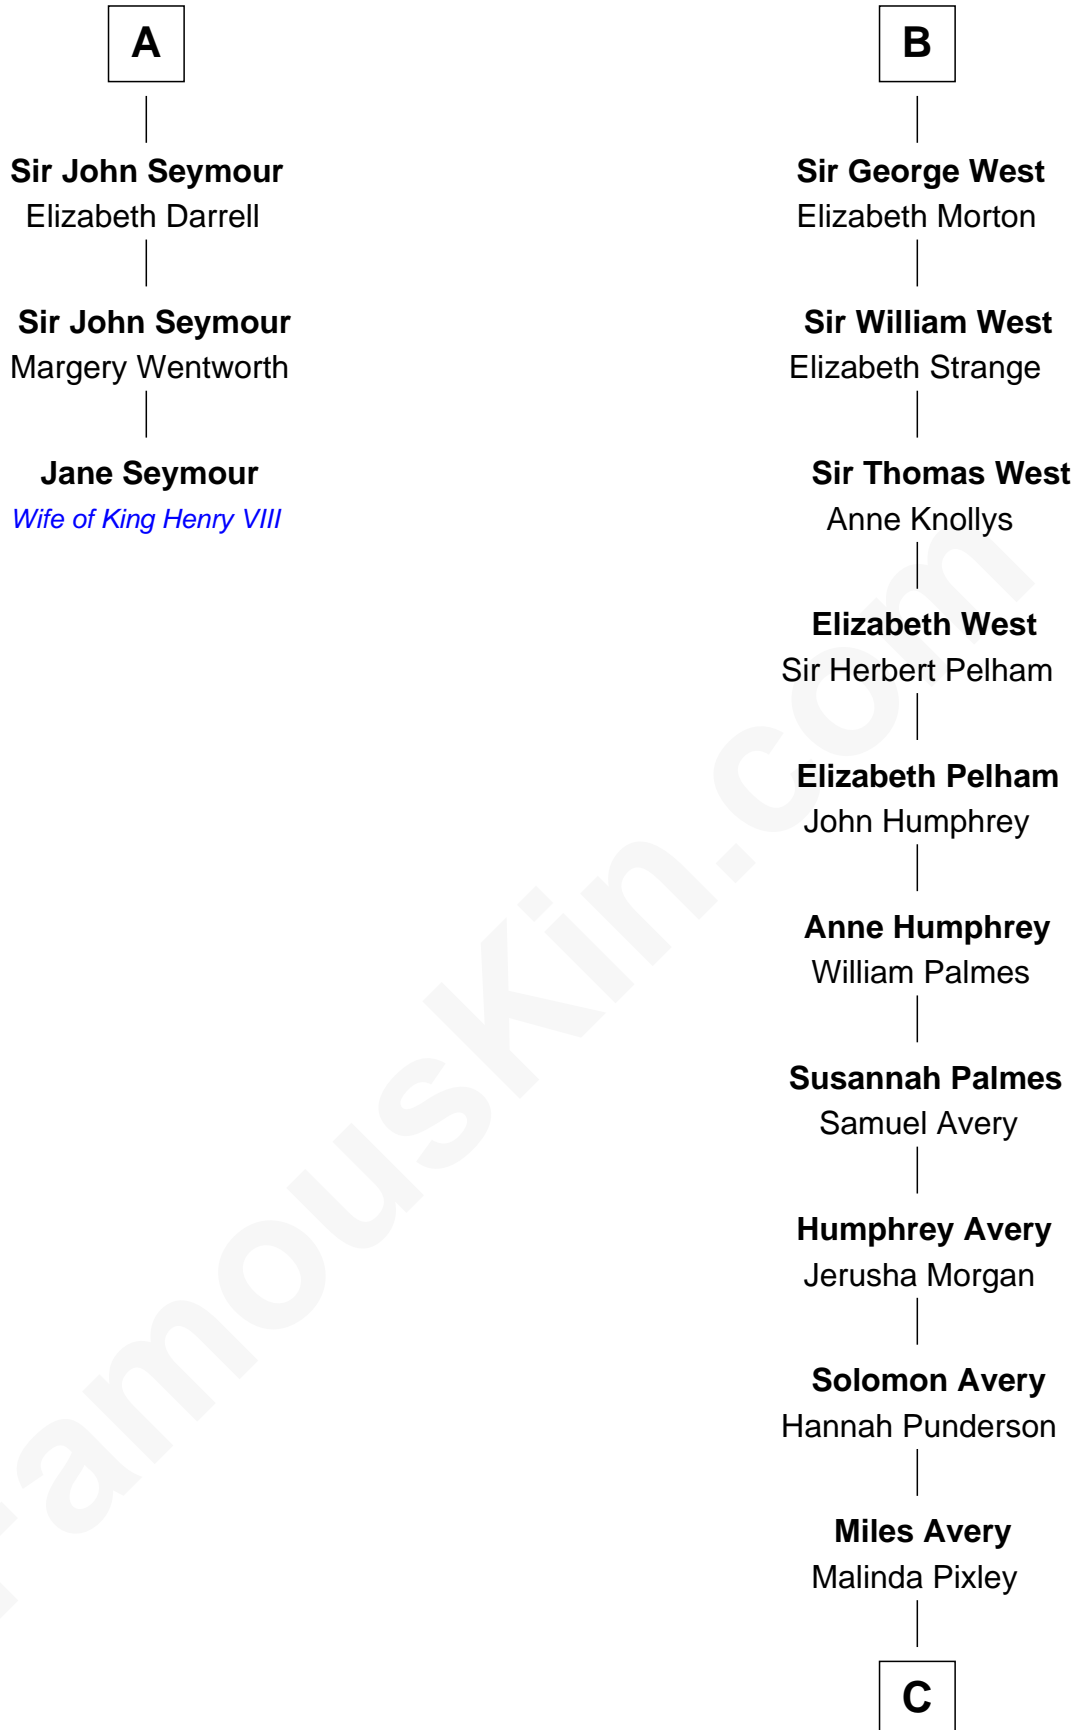 A
Sir John Seymour
Elizabeth Darrell
Sir John Seymour
Margery Wentworth
Jane Seymour
Wife of King Henry VIII
B
Sir George West
Elizabeth Morton
Sir William West
Elizabeth Strange
Sir Thomas West
Anne Knollys
Elizabeth West
Sir Herbert Pelham
Elizabeth Pelham
John Humphrey
Anne Humphrey
William Palmes
Susannah Palmes
Samuel Avery
Humphrey Avery
Jerusha Morgan
Solomon Avery
Hannah Punderson
Miles Avery
Malinda Pixley
C
FamousKin.com